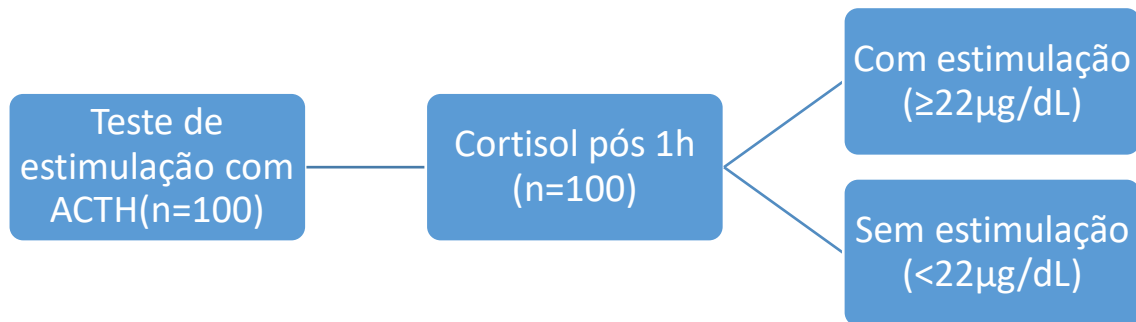 Teste de
estimulação com
ACTH(n=100)
Cortisol pós 1h
(n=100)
Com estimulação
(≥22µg/dL)
Sem estimulação
(<22µg/dL)